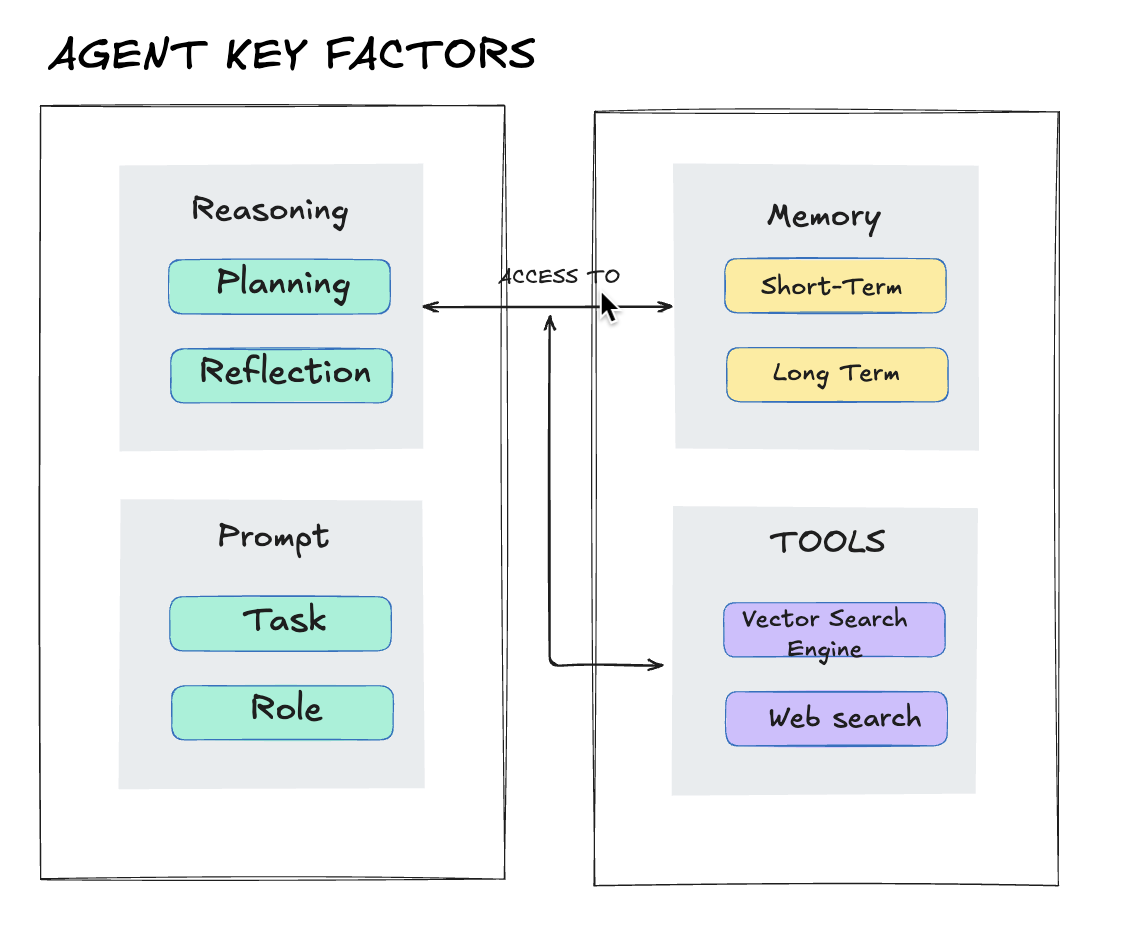 AGENT KEY FACTORS
Reasoning
Planning
Reflection
Prompt
Task
Role
ACCESS TO
Memory
Short-Term
Long Term
TOOLS
Vector Search
Engine
Web search